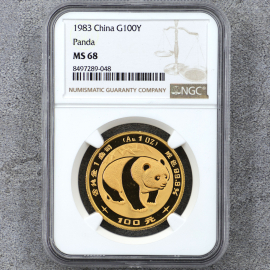 1983 China G100Y
Panda
MS 68
8497289-048
NUMISMATIC GUARANTY COMPANY
NGC
(Au 1 OZ)
100元